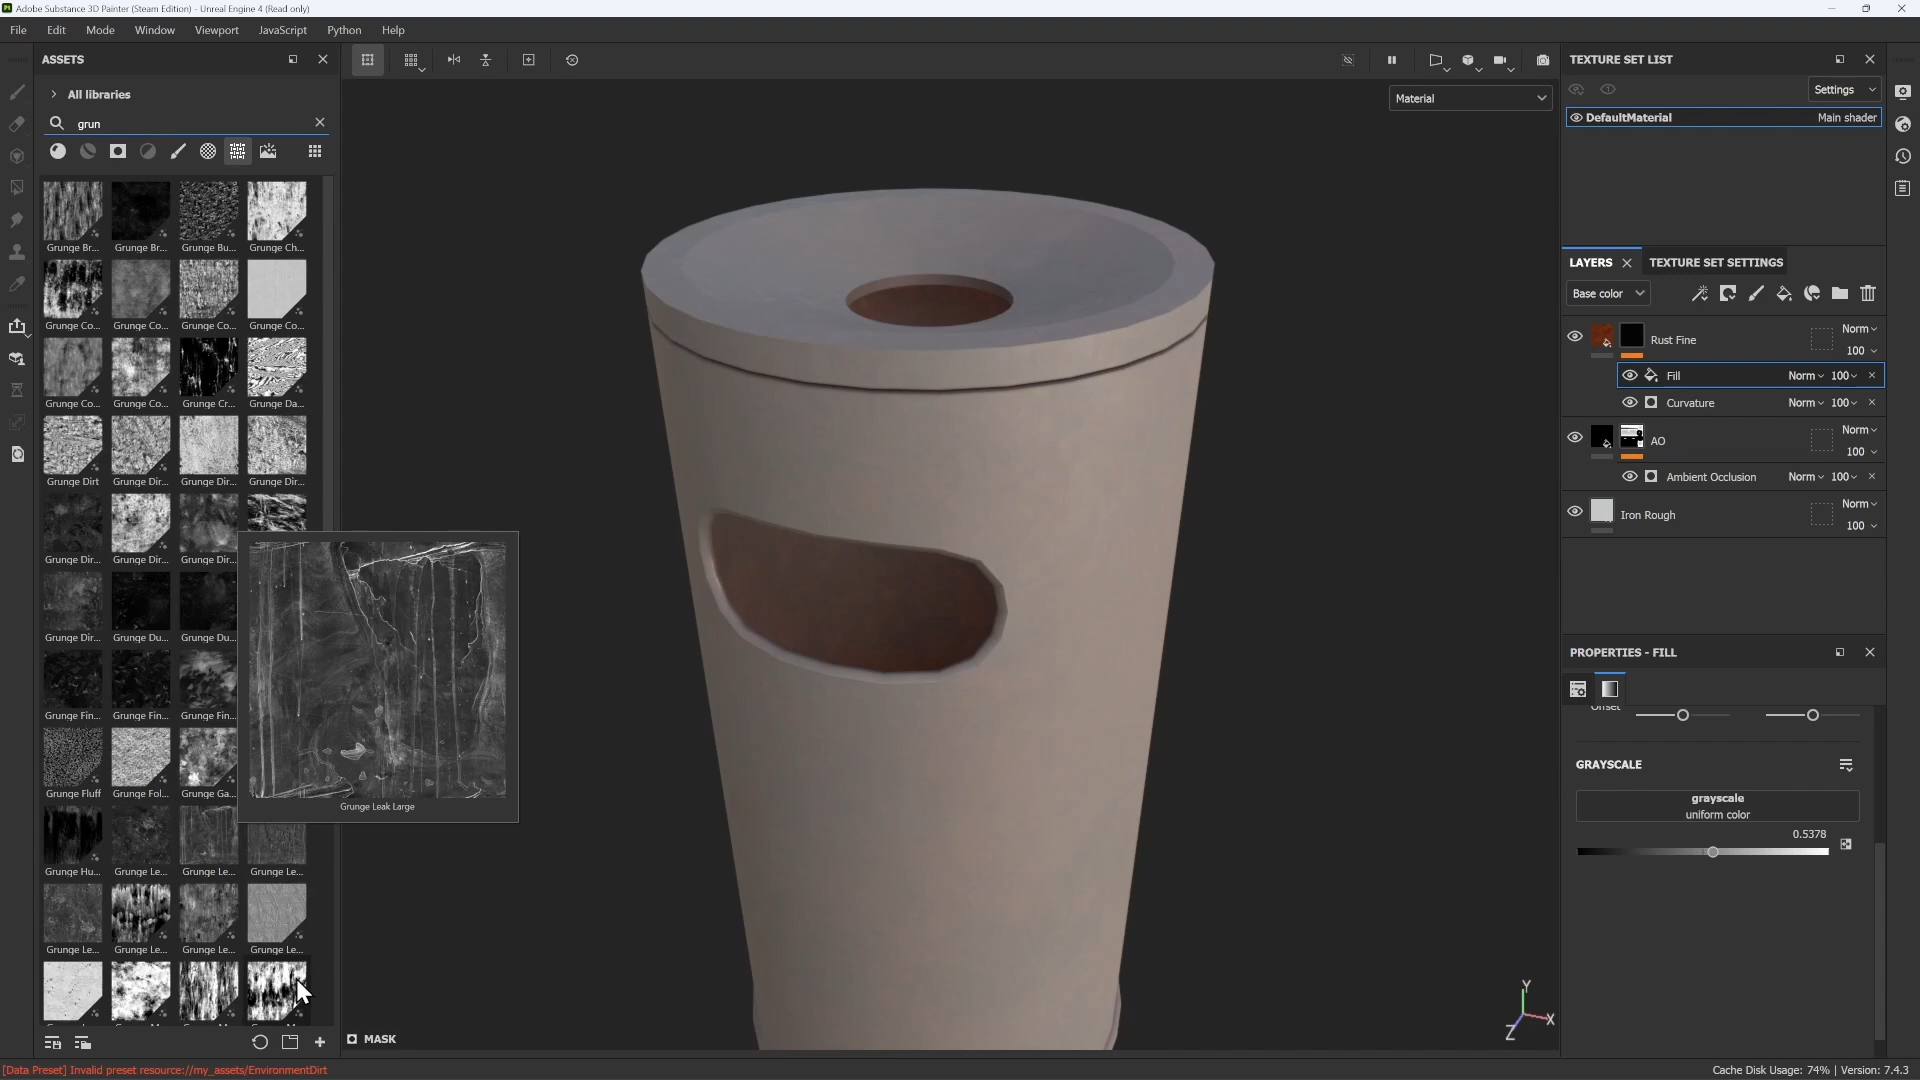 Adobe Substance 3D Painter (Steam Edition) - Unreal Engine 4 (Read only)
File Edit Mode Window Viewport JavaScript Python Help
ASSETS
All libraries
grun
Grunge Br... Grunge Br... Grunge Bu... Grunge Ch...
Grunge Co... Grunge Co... Grunge Co... Grunge Co...
Grunge Co... Grunge Co... Grunge Cr... Grunge Da...
Grunge Dirt Grunge Dir... Grunge Dir... Grunge Dir...
Grunge Dir... Grunge Dir... Grunge Dir...
Grunge Dir... Grunge Du... Grunge Du...
Grunge Fin... Grunge Fin... Grunge Fin...
Grunge Fluff Grunge Fol... Grunge Ga...
Grunge Leak Large
Grunge Hu... Grunge Le... Grunge Le... Grunge Le...
Grunge Le... Grunge Le... Grunge Le... Grunge Le...
Material
MASK
Y
X
Z
TEXTURE SET LIST
Settings
DefaultMaterial Main shader
LAYERS TEXTURE SET SETTINGS
Base color
Norm
Rust Fine
100
Fill Norm 100
Curvature Norm 100
Norm
AO
100
Ambient Occlusion Norm 100
Norm
Iron Rough
100
PROPERTIES - FILL
Offset
GRAYSCALE
grayscale
uniform color
0.5378
[Data Preset] Invalid preset resource://my_assets/EnvironmentDirt
Cache Disk Usage: 74% | Version: 7.4.3